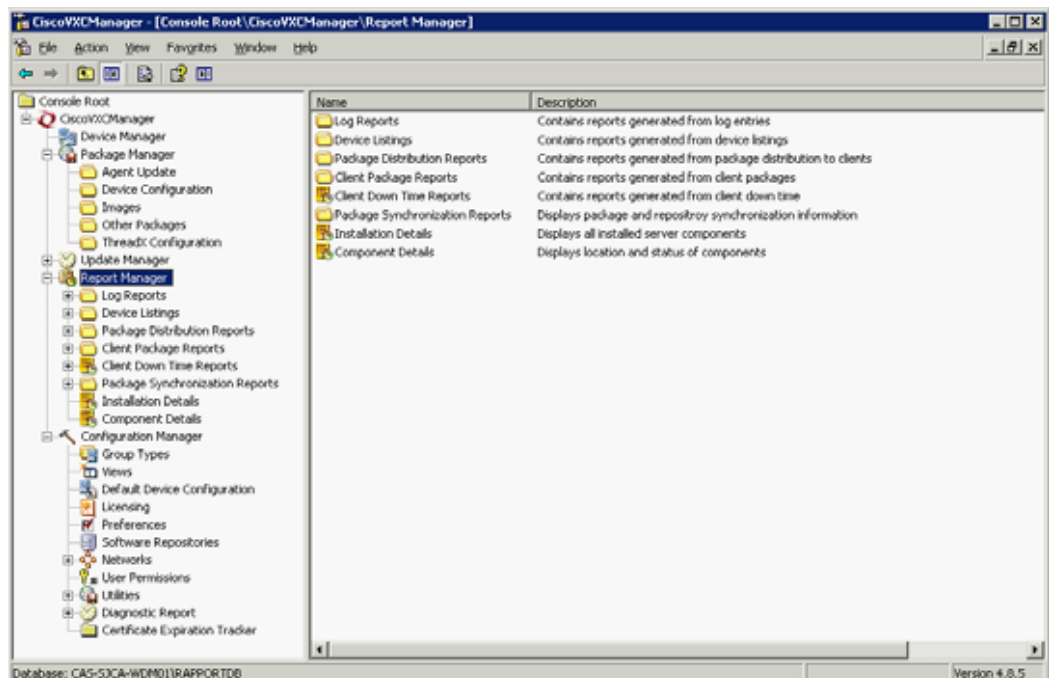 CiscoVXCManager - [Console Root\CiscoVXCManager\Report Manager]
File Action View Favorites Window Help
Console Root
CiscoVXCManager
Device Manager
Package Manager
Agent Update
Device Configuration
Images
Other Packages
ThreadX Configuration
Update Manager
Report Manager
Log Reports
Device Listings
Package Distribution Reports
Client Package Reports
Client Down Time Reports
Package Synchronization Reports
Installation Details
Component Details
Configuration Manager
Group Types
Views
Default Device Configuration
Licensing
Preferences
Software Repositories
Networks
User Permissions
Utilities
Diagnostic Report
Certificate Expiration Tracker
Name Description
Log Reports Contains reports generated from log entries
Device Listings Contains reports generated from device listings
Package Distribution Reports Contains reports generated from package distribution to clients
Client Package Reports Contains reports generated from client packages
Client Down Time Reports Contains reports generated from client down time
Package Synchronization Reports Displays package and repositroy synchronization information
Installation Details Displays all installed server components
Component Details Displays location and status of components
Database: CAS-SJCA-WDM01\RAPPORTDB Version 4.8.5